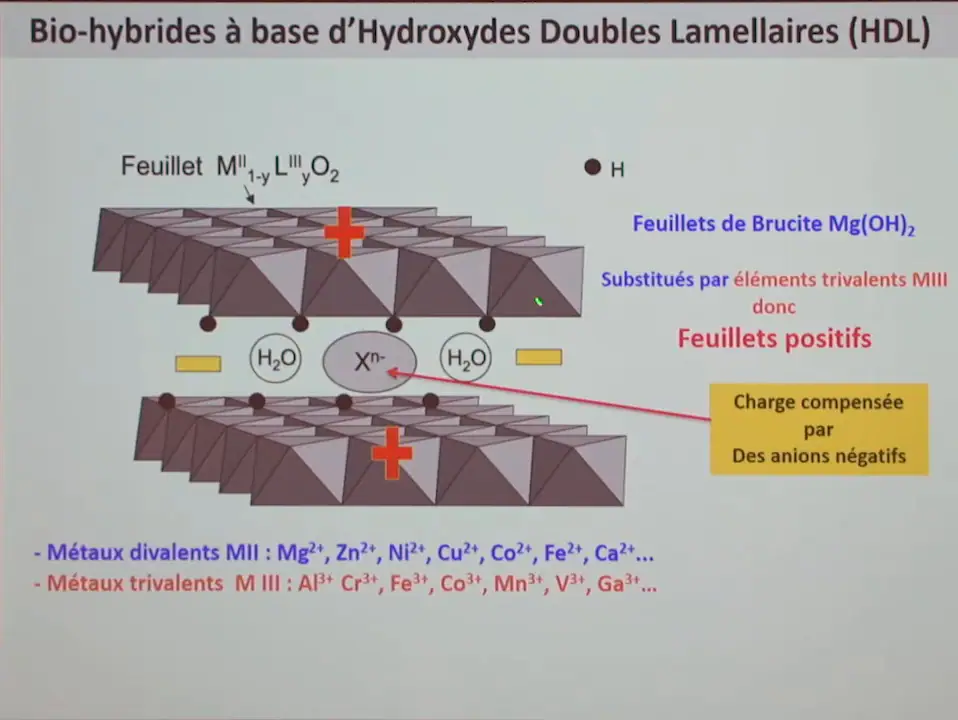 Bio-hybrides à base d’Hydroxydes Doubles Lamellaires (HDL)
Feuillet Mᴵᴵ₁₋yLᴵᴵᴵyO₂
H
Feuillets de Brucite Mg(OH)₂
Substitués par éléments trivalents MIII
donc
Feuillets positifs
H₂O
Xⁿ⁻
H₂O
Charge compensée
par
Des anions négatifs
- Métaux divalents MII : Mg²⁺, Zn²⁺, Ni²⁺, Cu²⁺, Co²⁺, Fe²⁺, Ca²⁺...
- Métaux trivalents M III : Al³⁺ Cr³⁺, Fe³⁺, Co³⁺, Mn³⁺, V³⁺, Ga³⁺...